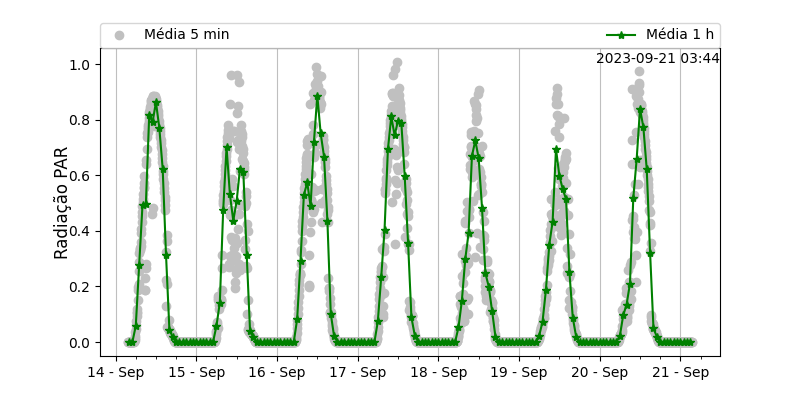 Média 5 min
Média 1 h
2023-09-21 03:44
Radiação PAR
1.0
0.8
0.6
0.4
0.2
0.0
14 - Sep
15 - Sep
16 - Sep
17 - Sep
18 - Sep
19 - Sep
20 - Sep
21 - Sep